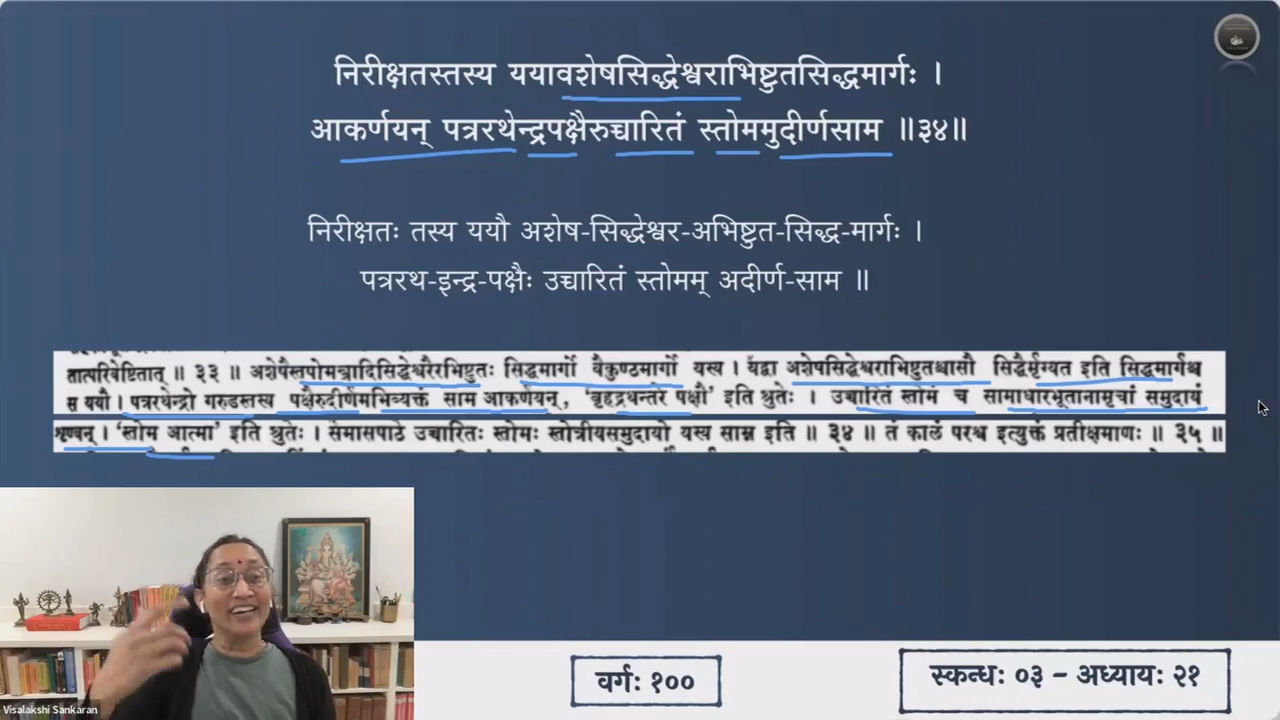 निरीक्षतस्तस्य ययावशेषसिद्धेश्वराभिष्टुतसिद्धमार्गः ।
आकर्णयन् पत्ररथेन्द्रपक्षैरुच्चारितं स्तोममुदीर्णसाम ॥३४॥
निरीक्षतः तस्य ययौ अशेष-सिद्धेश्वर-अभिष्टुत-सिद्ध-मार्गः ।
पत्ररथ-इन्द्र-पक्षैः उच्चारितं स्तोमम् अदीर्ण-साम ॥
तात्परिवेष्टितात् ॥ ३३ ॥ अशेषैस्तपोमन्त्रादिसिद्धेश्वरैरभिष्टुतः सिद्धमार्गो वैकुण्ठमार्गो यस्य । यद्वा अशेषसिद्धेश्वराभिष्टुतश्चासौ सिद्धैर्मृग्यत इति सिद्धमार्गश्च
स ययौ । पत्ररथेन्द्रो गरुडस्तस्य पक्षैरुदीर्णमभिव्यक्तं साम आकर्णयन्, ‘बृहद्रथन्तरे पक्षौ’ इति श्रुतेः । उच्चारितं स्तोमं च सामाधारभूतानामृचां समुदायं
शृण्वन् । ‘स्तोम आत्मा’ इति श्रुतेः । सेमासपाठे उच्चारितः स्तोमः स्तोत्रीयसमुदायो यस्य साम्न इति ॥ ३४ ॥ तं कालं परश्व इत्युक्तं प्रतीक्षमाणः ॥ ३५ ॥
Visalakshi Sankaran
वर्गः १००
स्कन्धः ०३ – अध्यायः २१